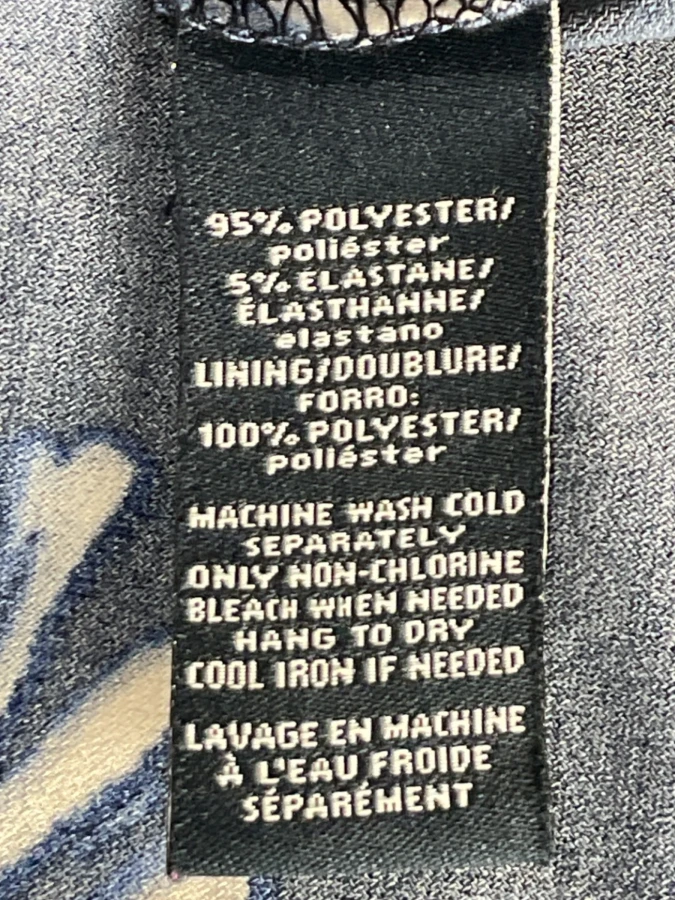 95% POLYESTER/
poliéster
5% ELASTANE/
ÉLASTHANNE/
elastano
LINING/DOUBLURE/
FORRO:
100% POLYESTER/
poliéster
MACHINE WASH COLD
SEPARATELY
ONLY NON-CHLORINE
BLEACH WHEN NEEDED
HANG TO DRY
COOL IRON IF NEEDED
LAVAGE EN MACHINE
À L'EAU FROIDE
SÉPARÉMENT